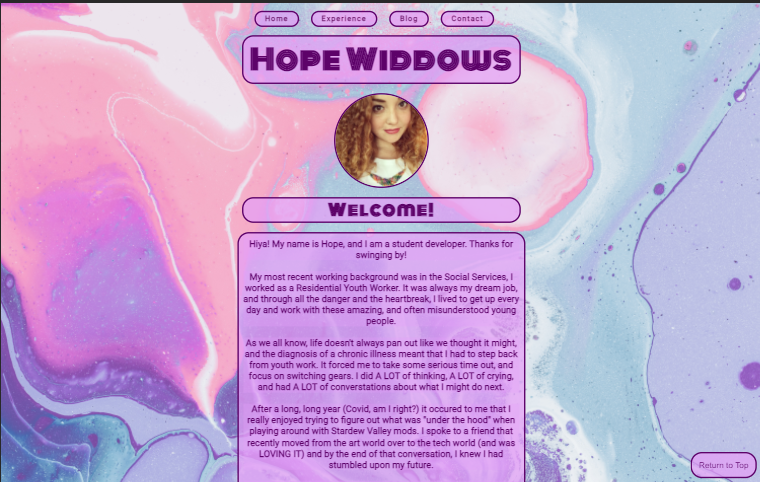 Home Experience Blog Contact
Hope Widdows
Welcome!
Hiya! My name is Hope, and I am a student developer. Thanks for
swinging by!
My most recent working background was in the Social Services, I
worked as a Residential Youth Worker. It was always my dream job,
and through all the danger and the heartbreak, I lived to get up every
day and work with these amazing, and often misunderstood young
people.
As we all know, life doesn't always pan out like we thought it might,
and the diagnosis of a chronic illness meant that I had to step back
from youth work. It forced me to take some serious time out, and
focus on switching gears. I did A LOT of thinking, A LOT of crying,
and had A LOT of converstations about what I might do next.
After a long, long year (Covid, am I right?) it occured to me that I
really enjoyed trying to figure out what was "under the hood" when
playing around with Stardew Valley mods. I spoke to a friend that
recently moved from the art world over to the tech world (and was
LOVING IT) and by the end of that conversation, I knew I had
stumbled upon my future.
Return to Top